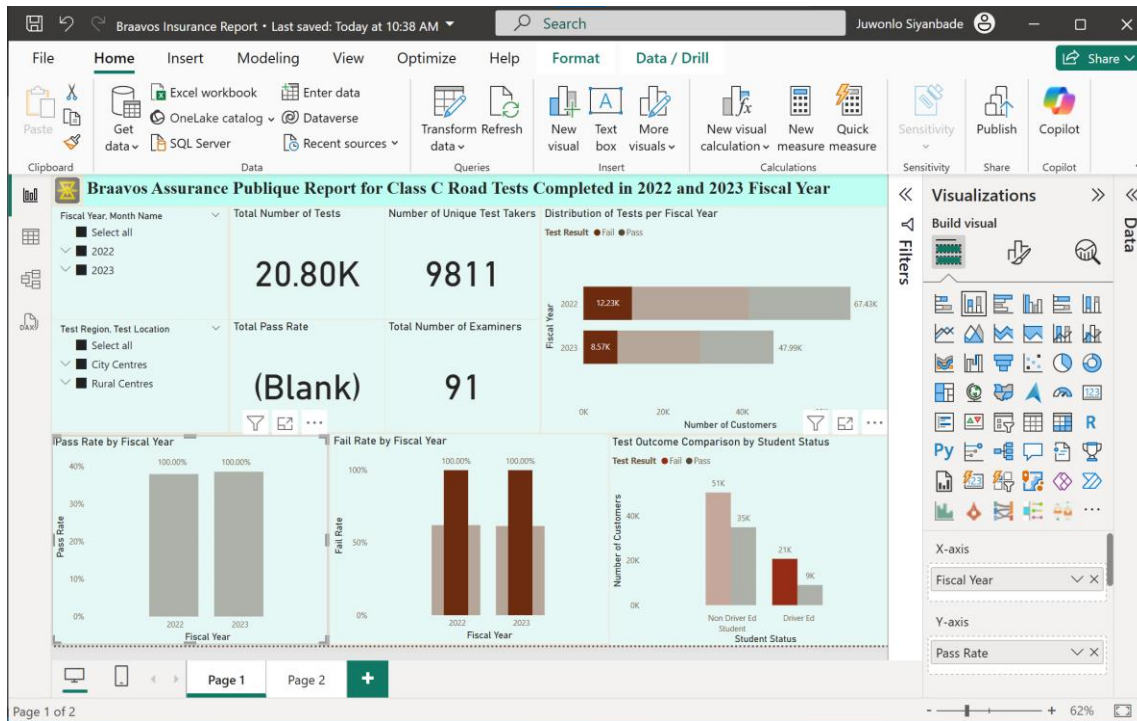 Braavos Insurance Report • Last saved: Today at 10:38 AM
Search
Juwonlo Siyanbade
File Home Insert Modeling View Optimize Help Format Data / Drill
Share
Paste
Clipboard
Get data
Excel workbook
OneLake catalog
SQL Server
Enter data
Dataverse
Recent sources
Data
Transform data
Refresh
Queries
New visual
Text box
More visuals
Insert
New visual calculation
New measure
Quick measure
Calculations
Sensitivity
Sensitivity
Publish
Share
Copilot
Copilot
DAX
Braavos Assurance Publique Report for Class C Road Tests Completed in 2022 and 2023 Fiscal Year
Fiscal Year, Month Name
Select all
2022
2023
Total Number of Tests
20.80K
Number of Unique Test Takers
9811
Test Region, Test Location
Select all
City Centres
Rural Centres
Total Pass Rate
(Blank)
Total Number of Examiners
91
Distribution of Tests per Fiscal Year
Test Result Fail Pass
Fiscal Year
2022 12.23K 67.43K
2023 8.57K 47.99K
0K 20K 40K
Number of Customers
Pass Rate by Fiscal Year
Pass Rate
40%
30%
20%
10%
0%
100.00% 100.00%
2022 2023
Fiscal Year
Fail Rate by Fiscal Year
Fail Rate
100%
50%
0%
100.00% 100.00%
2022 2023
Fiscal Year
Test Outcome Comparison by Student Status
Test Result Fail Pass
Number of Customers
40K
20K
0K
51K 35K 21K 9K
Non Driver Ed Student
Driver Ed
Student Status
Filters
Visualizations
Build visual
123
R
Py
X-axis
Fiscal Year
Y-axis
Pass Rate
Data
Page 1 Page 2
Page 1 of 2
62%